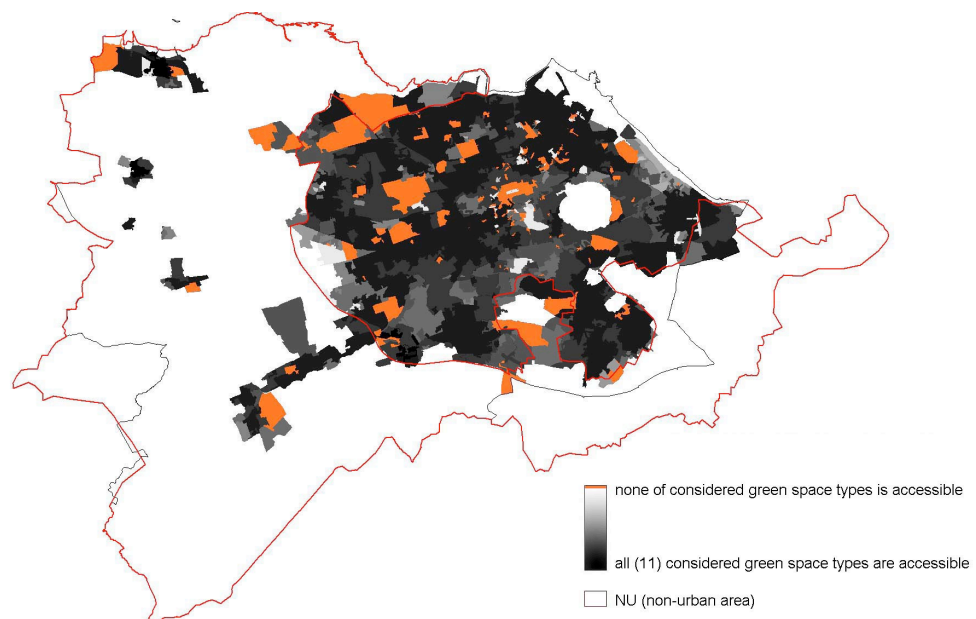 none of considered green space types is accessible
all (11) considered green space types are accessible
NU (non-urban area)